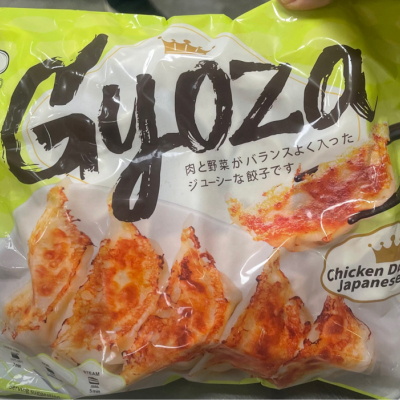 Gyoza
肉と野菜がバランスよく入った
ジューシーな餃子です
Chicken
Japanese
STEAM